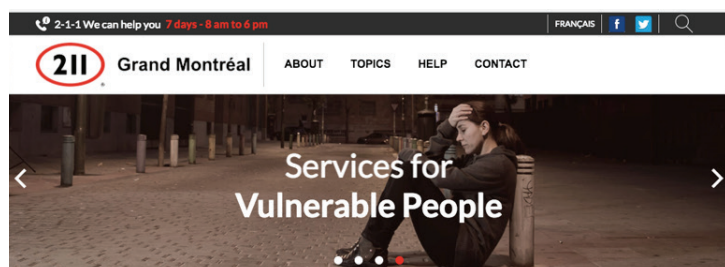 2-1-1 We can help you 7 days - 8 am to 6 pm
FRANÇAIS
211 Grand Montréal
ABOUT TOPICS HELP CONTACT
Services for
Vulnerable People